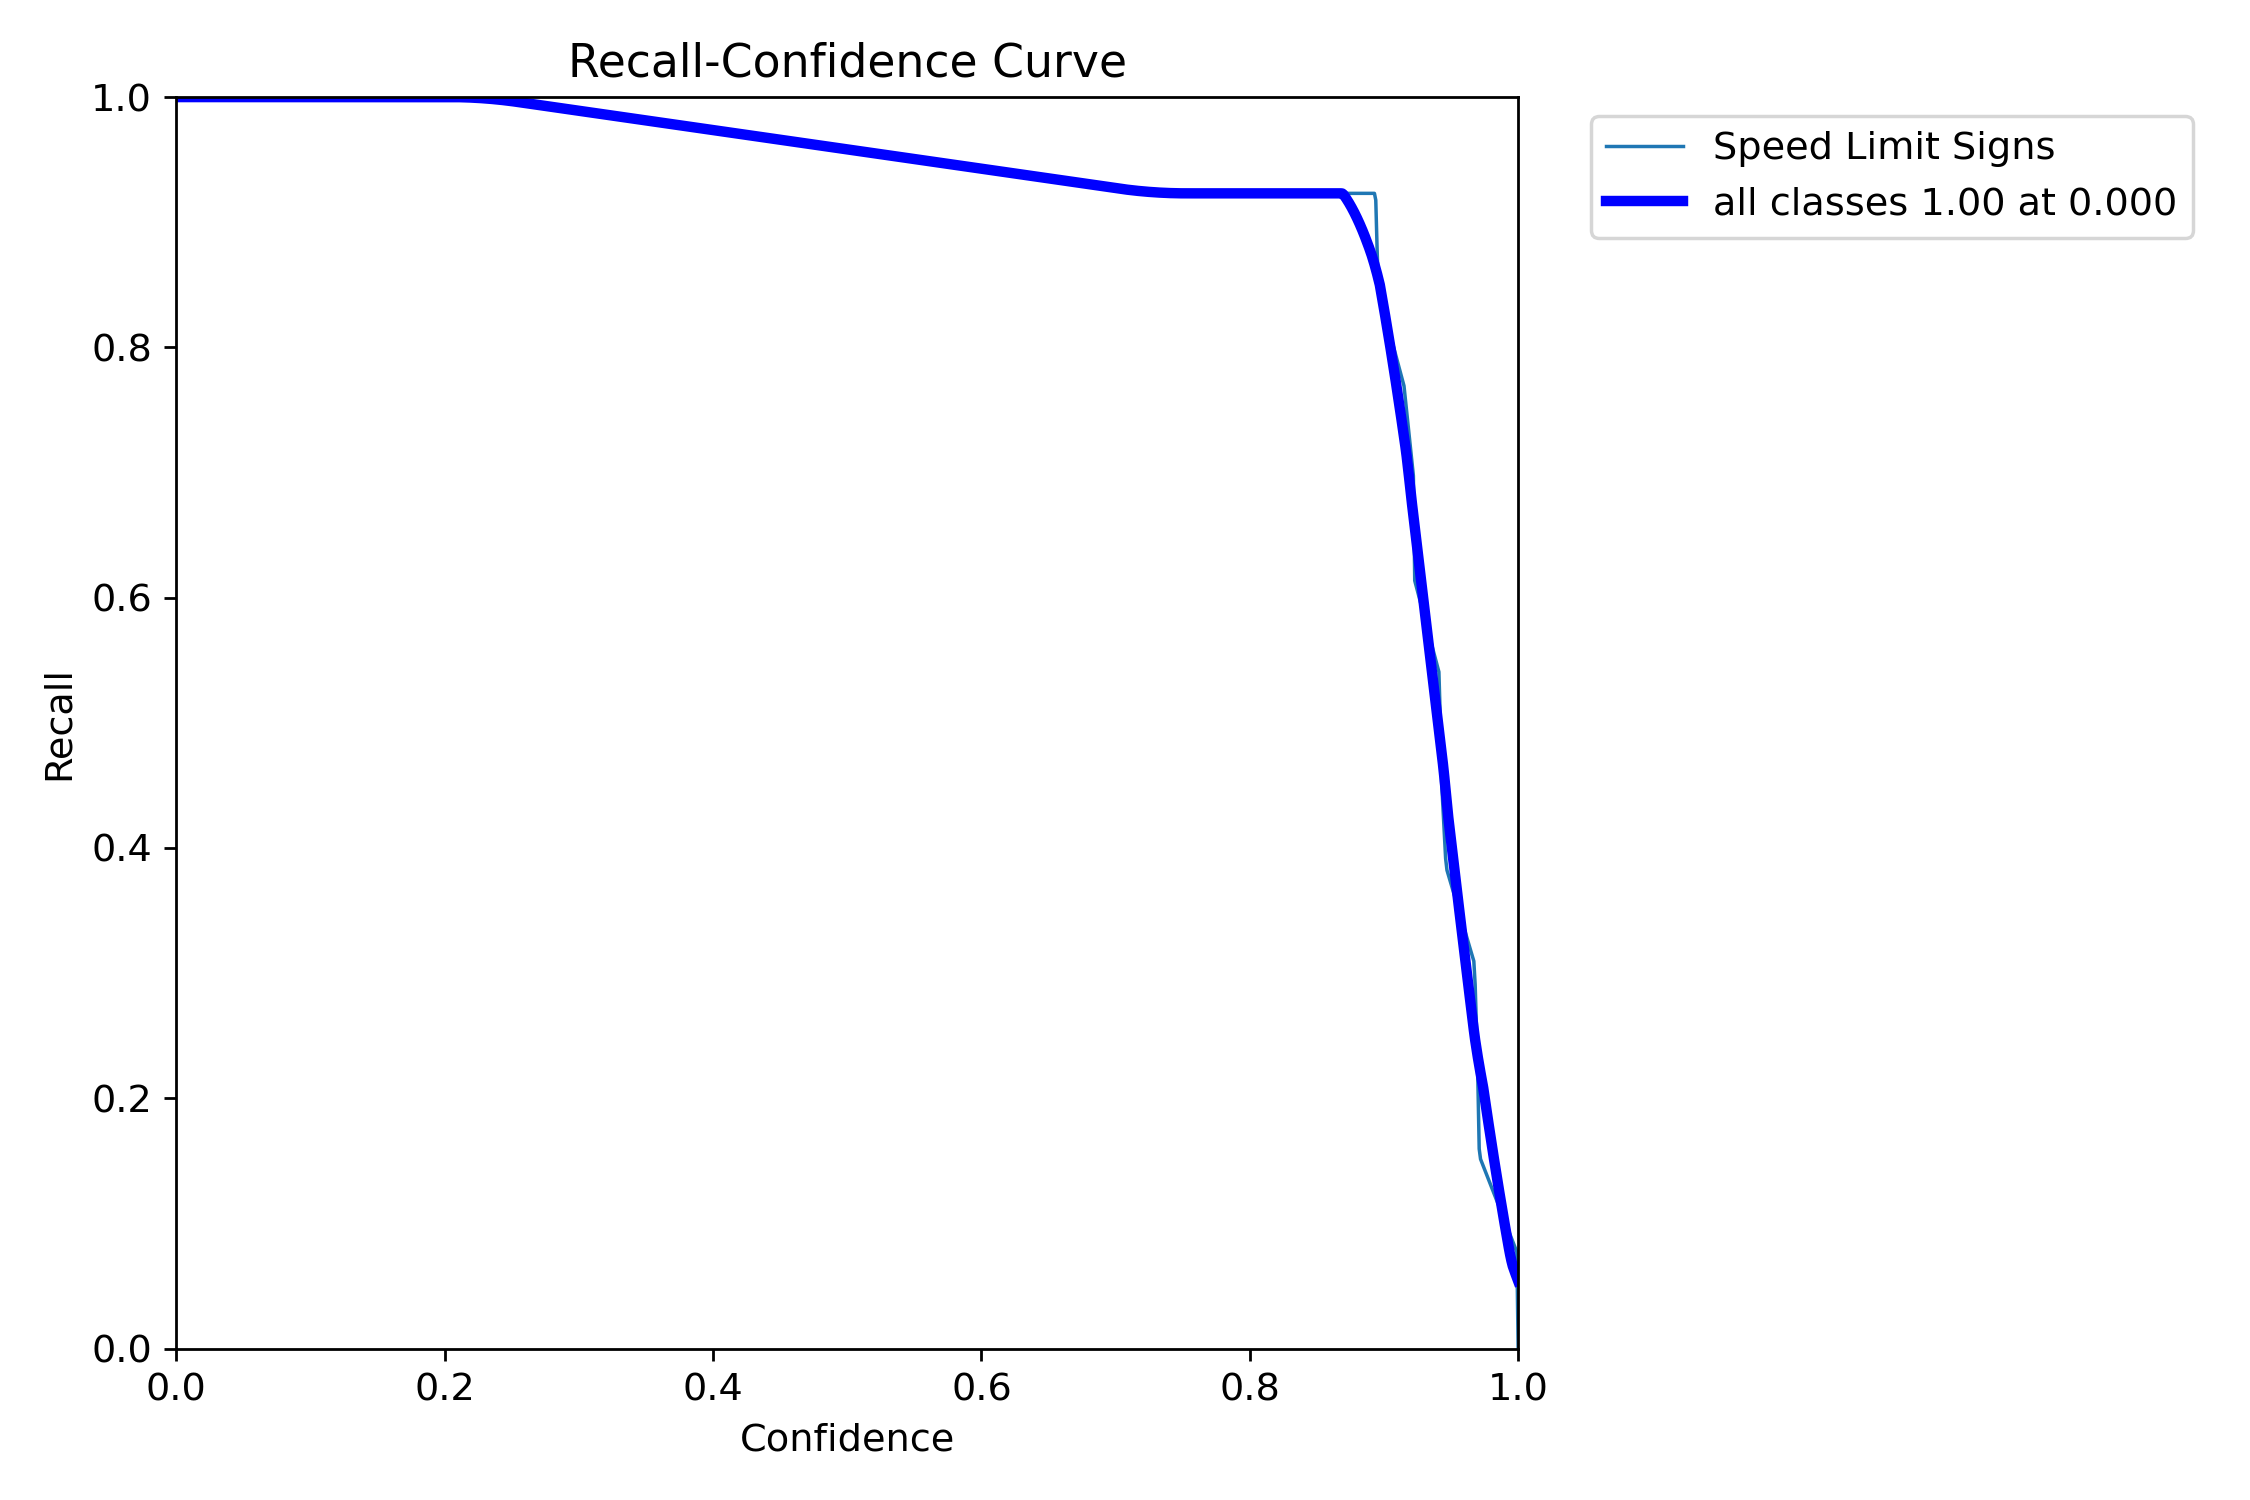 Recall-Confidence Curve
Speed Limit Signs
all classes 1.00 at 0.000
1.0
0.8
0.6
0.4
0.2
0.0
Recall
0.0 0.2 0.4 0.6 0.8 1.0
Confidence